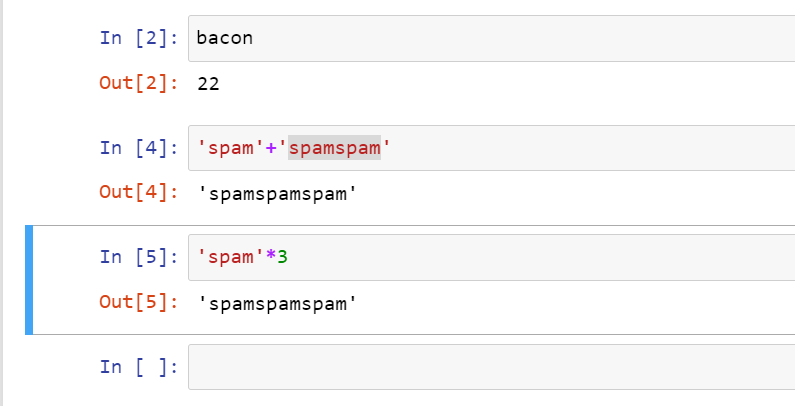 In [2]: bacon
Out[2]: 22
In [4]: 'spam'+'spamspam'
Out[4]: 'spamspamspam'
In [5]: 'spam'*3
Out[5]: 'spamspamspam'
In [ ]: